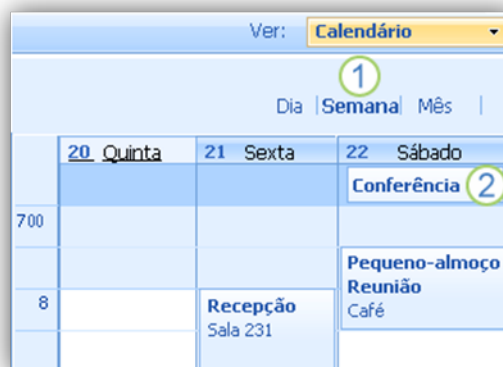 Ver: Calendário
1
Dia | Semana | Mês |
20 Quinta 21 Sexta 22 Sábado
Conferência 2
700
Pequeno-almoço
Reunião
Café
8
Recepção
Sala 231